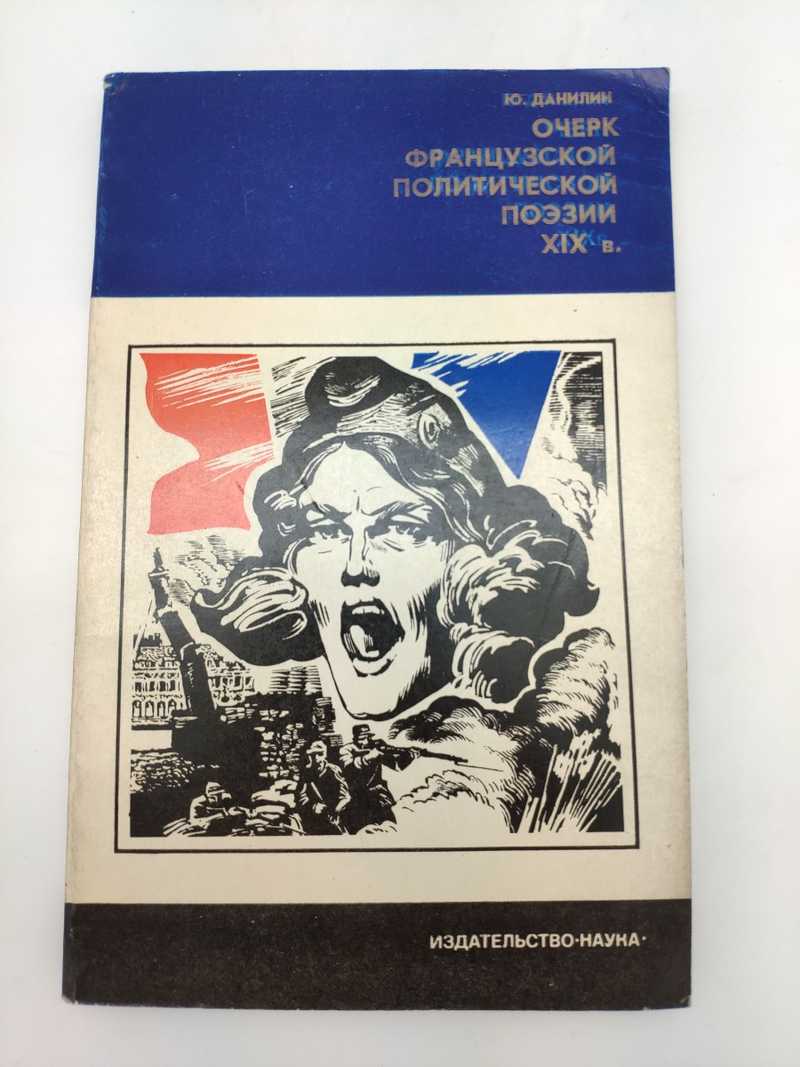 Ю. ДАНИЛИН
ОЧЕРК
ФРАНЦУЗСКОЙ
ПОЛИТИЧЕСКОЙ
ПОЭЗИИ
XIX в.
ИЗДАТЕЛЬСТВО·НАУКА·